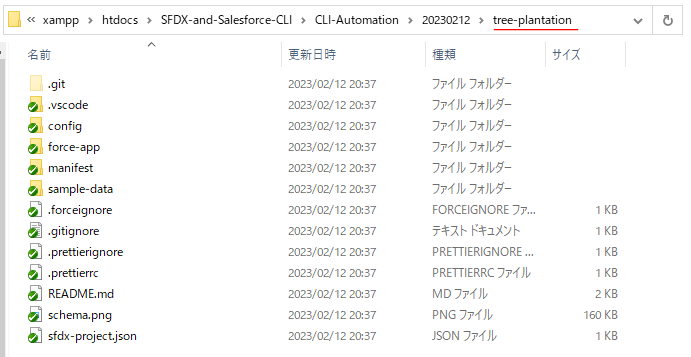 xampp › htdocs › SFDX-and-Salesforce-CLI › CLI-Automation › 20230212 › tree-plantation
名前 更新日時 種類 サイズ
.git 2023/02/12 20:37 ファイル フォルダー
.vscode 2023/02/12 20:37 ファイル フォルダー
config 2023/02/12 20:37 ファイル フォルダー
force-app 2023/02/12 20:37 ファイル フォルダー
manifest 2023/02/12 20:37 ファイル フォルダー
sample-data 2023/02/12 20:37 ファイル フォルダー
.forceignore 2023/02/12 20:37 FORCEIGNORE ファ... 1 KB
.gitignore 2023/02/12 20:37 テキスト ドキュメント 1 KB
.prettierignore 2023/02/12 20:37 PRETTIERIGNORE ... 1 KB
.prettierrc 2023/02/12 20:37 PRETTIERRC ファイル 1 KB
README.md 2023/02/12 20:37 MD ファイル 2 KB
schema.png 2023/02/12 20:37 PNG ファイル 160 KB
sfdx-project.json 2023/02/12 20:37 JSON ファイル 1 KB